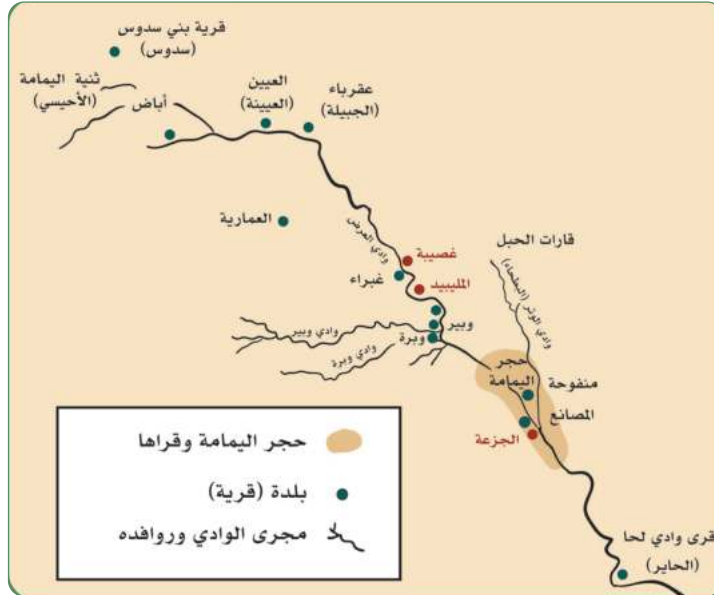 قرية بني سدوس
(سدوس)
ثنية اليمامة
(الأحيسي)
أباض
العيين
(العيينة)
عقرباء
(الجبيلة)
العمارية
وادي العرض
غصيبة
غبراء
المليبيد
قارات الحبل
وادي الوتر (البطحاء)
وبير
وادي وبير
وبرة
وادي وبرة
حجر
اليمامة
منفوحة
المصانع
الجزعة
قرى وادي لحا
(الحاير)
حجر اليمامة وقراها
بلدة (قرية)
مجرى الوادي وروافده